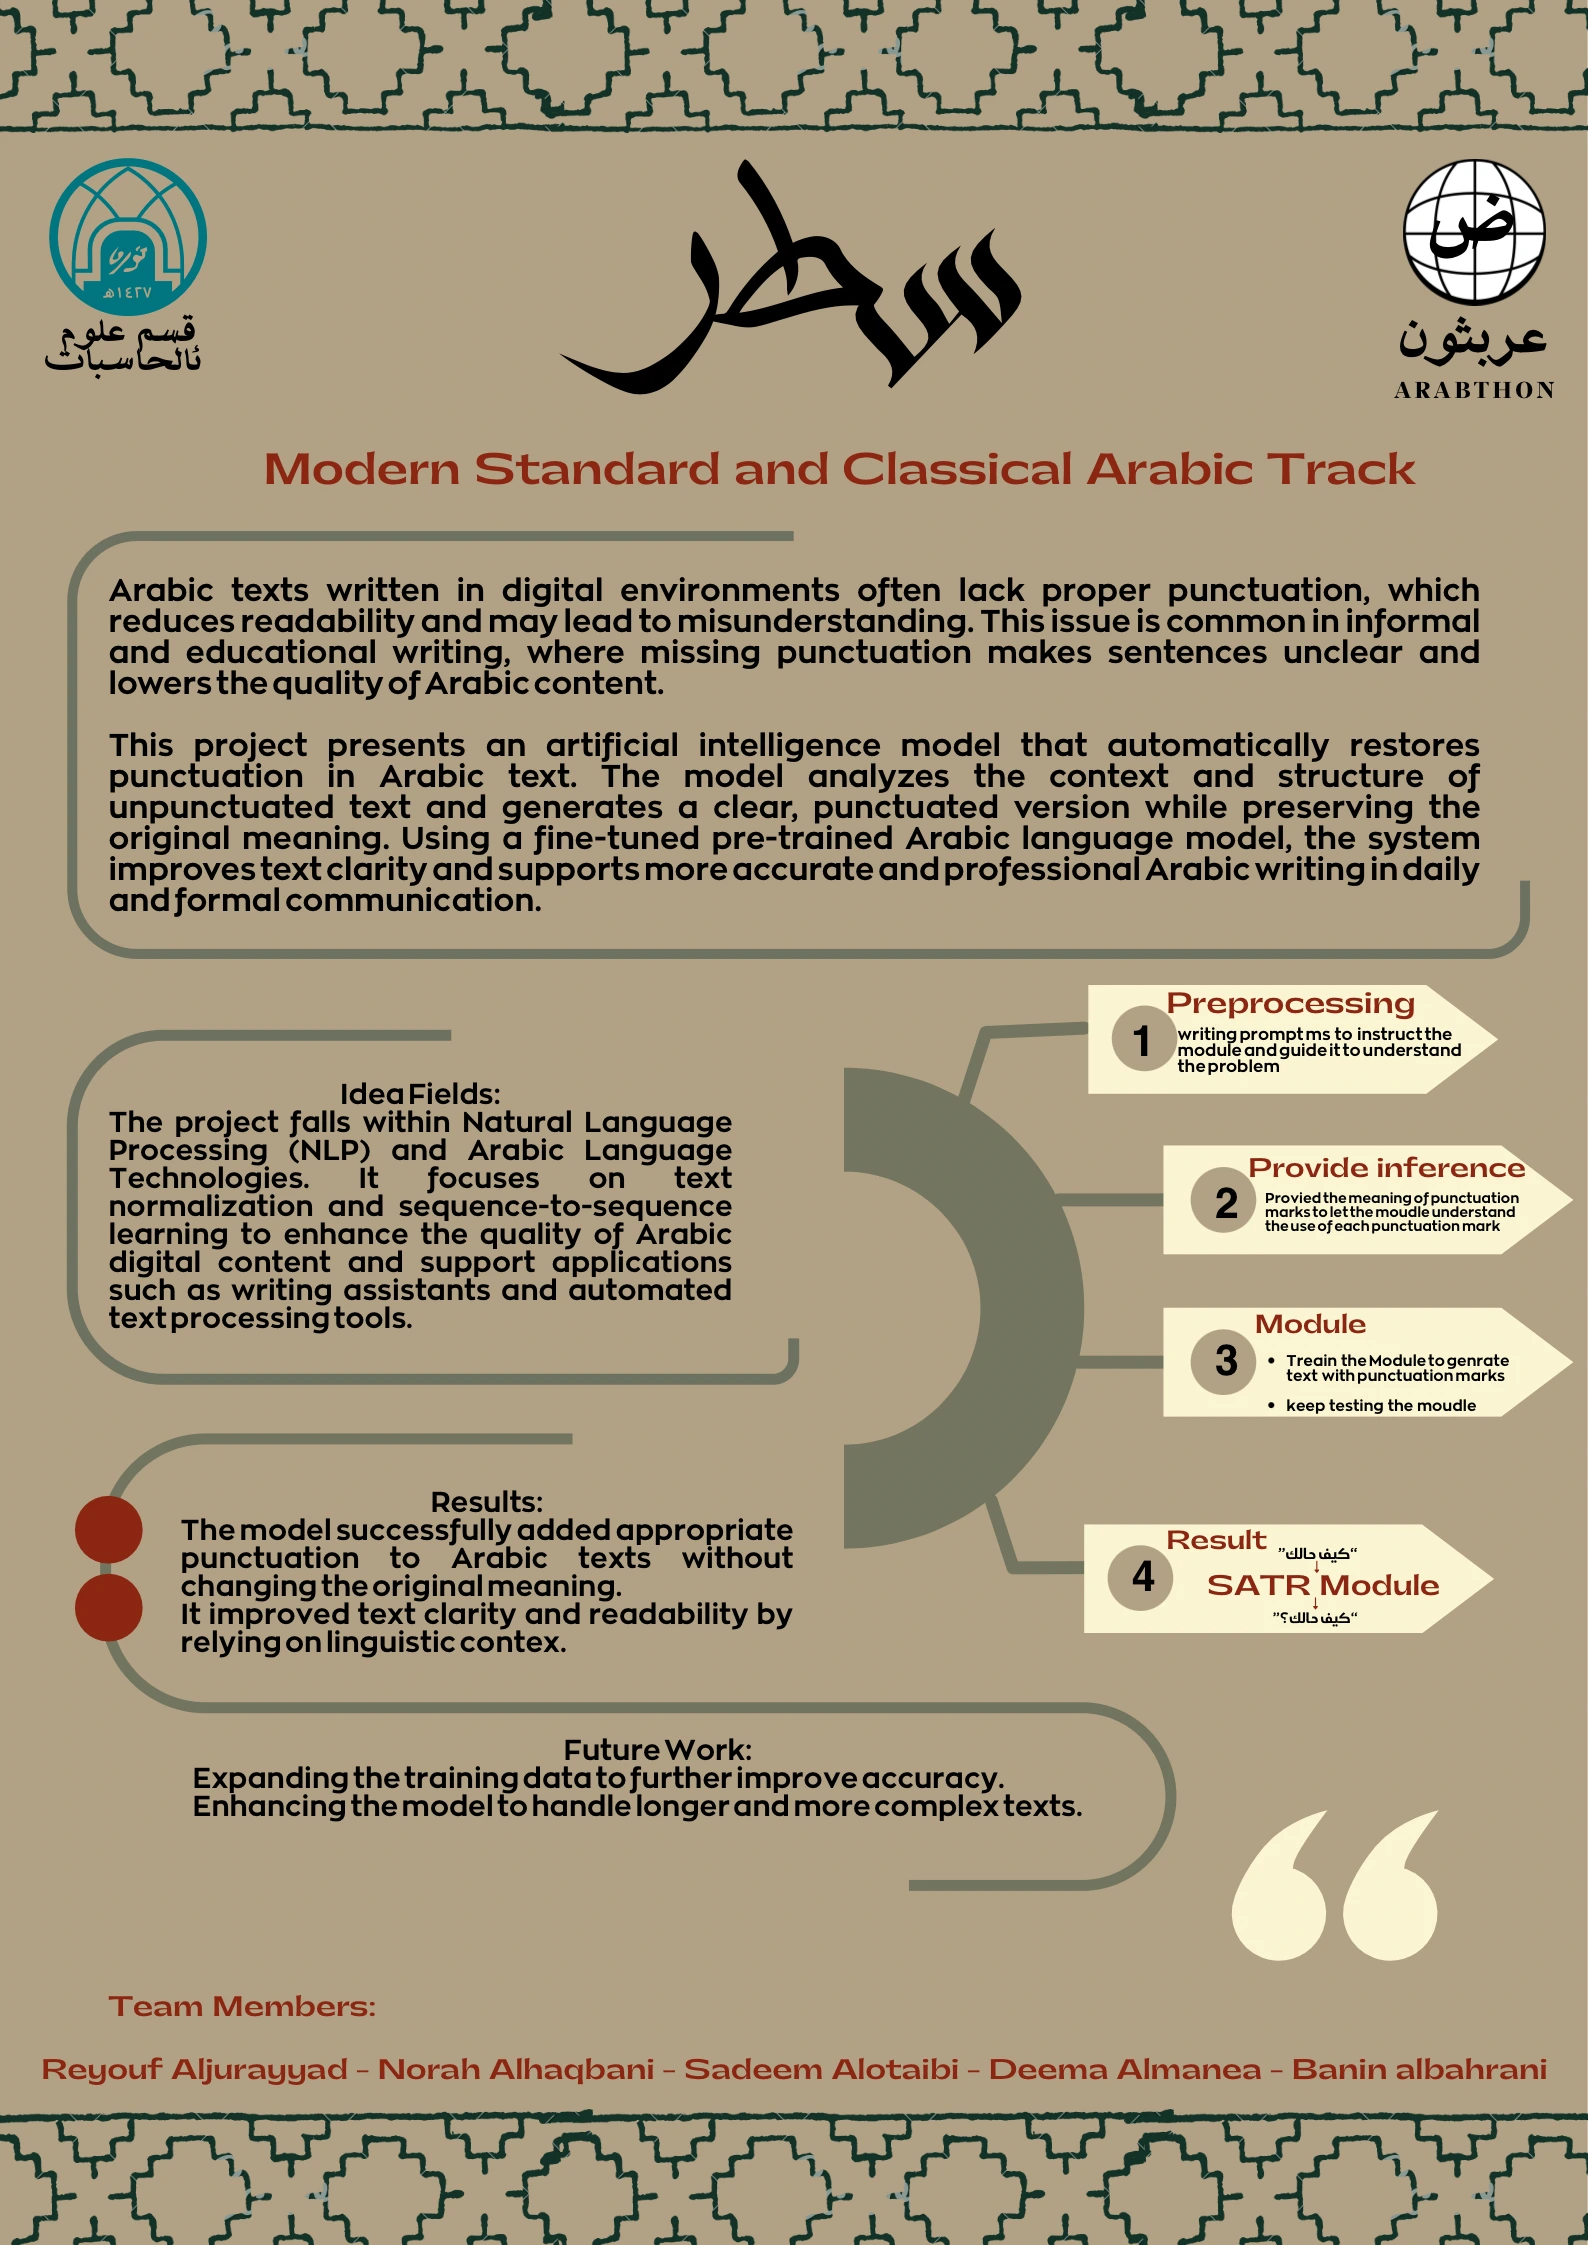 نورة
١٤٢٧هـ
قسم علوم
ئالحاسبات
سطر
ض
عربثون
ARABTHON
Modern Standard and Classical Arabic Track
Arabic texts written in digital environments often lack proper punctuation, which
reduces readability and may lead to misunderstanding. This issue is common in informal
and educational writing, where missing punctuation makes sentences unclear and
lowers the quality of Arabic content.
This project presents an artificial intelligence model that automatically restores
punctuation in Arabic text. The model analyzes the context and structure of
unpunctuated text and generates a clear, punctuated version while preserving the
original meaning. Using a fine-tuned pre-trained Arabic language model, the system
improves text clarity and supports more accurate and professional Arabic writing in daily
and formal communication.
Idea Fields:
The project falls within Natural Language
Processing (NLP) and Arabic Language
Technologies. It focuses on text
normalization and sequence-to-sequence
learning to enhance the quality of Arabic
digital content and support applications
such as writing assistants and automated
text processing tools.
Preprocessing
1
writing prompt ms to instruct the
module and guide it to understand
the problem
Provide inference
2
Provied the meaning of punctuation
marks to let the moudle understand
the use of each punctuation mark
Module
3
• Treain the Module to genrate
text with punctuation marks
• keep testing the moudle
Result
4
“كيف حالك”
SATR Module
“كيف حالك؟”
Results:
The model successfully added appropriate
punctuation to Arabic texts without
changing the original meaning.
It improved text clarity and readability by
relying on linguistic contex.
Future Work:
Expanding the training data to further improve accuracy.
Enhancing the model to handle longer and more complex texts.
“
Team Members:
Reyouf Aljurayyad - Norah Alhaqbani - Sadeem Alotaibi - Deema Almanea - Banin albahrani